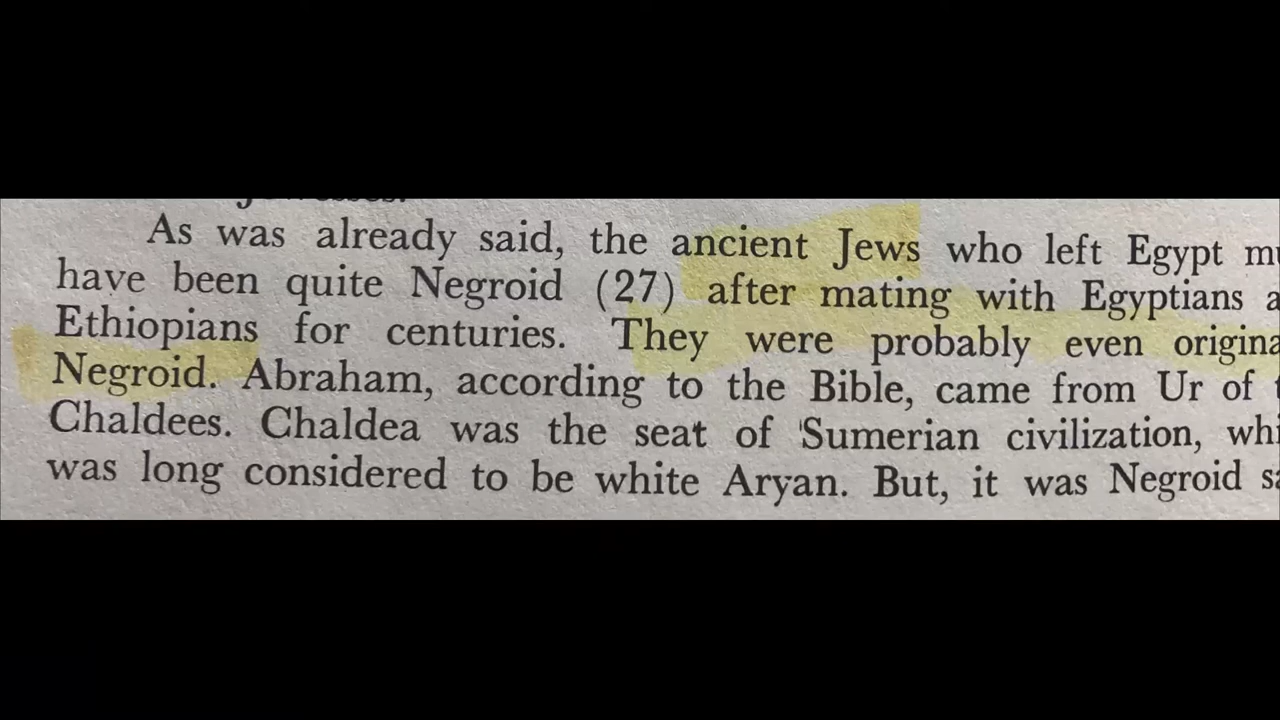 As was already said, the ancient Jews who left Egypt
have been quite Negroid (27) after mating with Egyptians
Ethiopians for centuries. They were probably even
Negroid. Abraham, according to the Bible, came from Ur of
Chaldees. Chaldea was the seat of 'Sumerian civilization,
was long considered to be white Aryan. But, it was Negroid